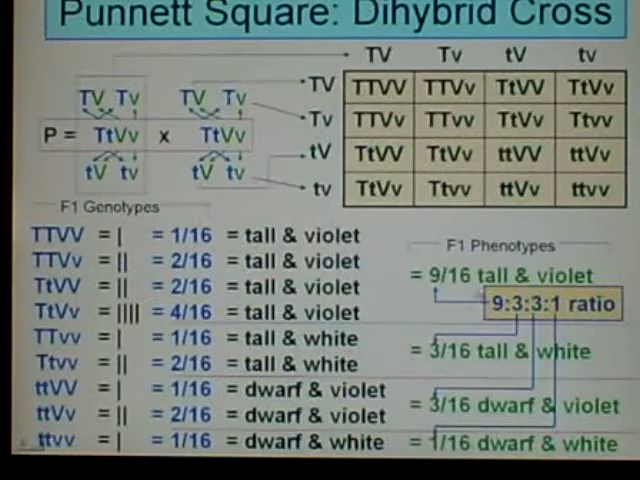 Punnett Square: Dihybrid Cross
TV Tv tV tv
TV TTVV TTVv TtVV TtVv
Tv TTVv TTvv TtVv Ttvv
tV TtVV TtVv ttVV ttVv
tv TtVv Ttvv ttVv ttvv
TV Tv TV Tv
P = TtVv x TtVv
tV tv tV tv
F1 Genotypes
TTVV = | = 1/16 = tall & violet
TTVv = || = 2/16 = tall & violet
TtVV = || = 2/16 = tall & violet
TtVv = |||| = 4/16 = tall & violet
TTvv = | = 1/16 = tall & white
Ttvv = || = 2/16 = tall & white
ttVV = | = 1/16 = dwarf & violet
ttVv = || = 2/16 = dwarf & violet
ttvv = | = 1/16 = dwarf & white
F1 Phenotypes
= 9/16 tall & violet
9:3:3:1 ratio
= 3/16 tall & white
= 3/16 dwarf & violet
= 1/16 dwarf & white